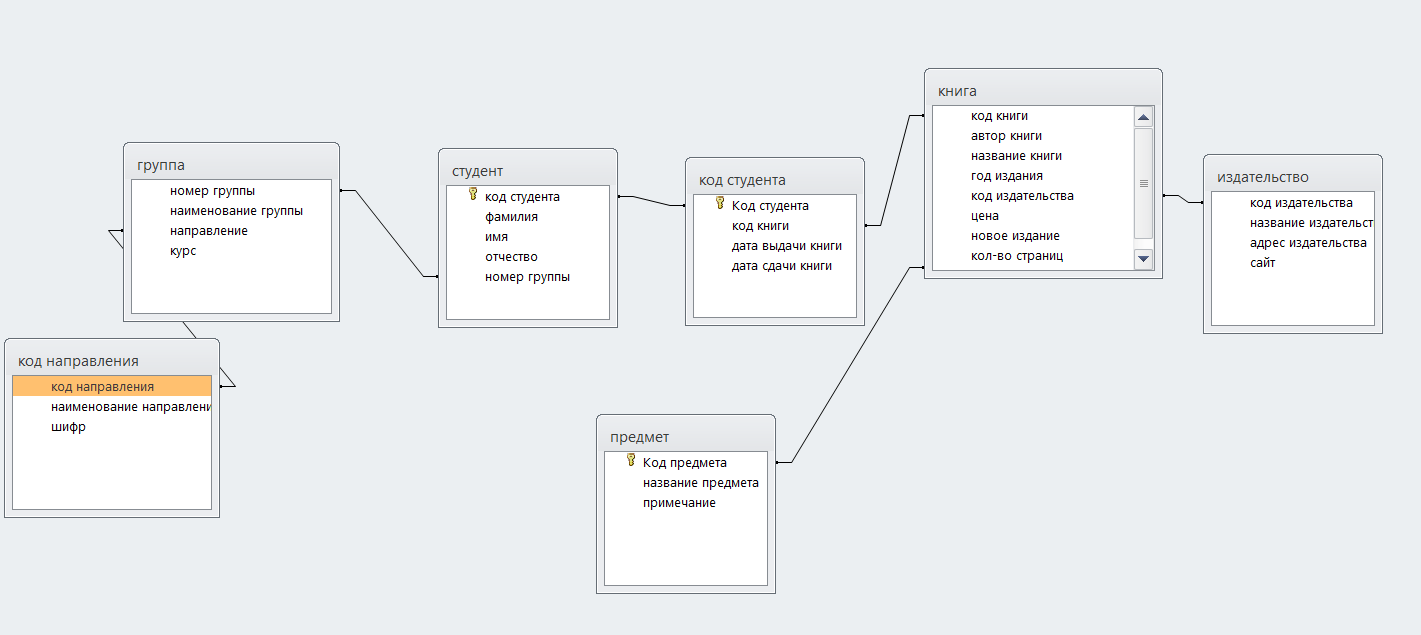 группа
номер группы
наименование группы
направление
курс
код направления
код направления
наименование направлени
шифр
студент
код студента
фамилия
имя
отчество
номер группы
код студента
Код студента
код книги
дата выдачи книги
дата сдачи книги
книга
код книги
автор книги
название книги
год издания
код издательства
цена
новое издание
кол-во страниц
издательство
код издательства
название издательст
адрес издательства
сайт
предмет
Код предмета
название предмета
примечание